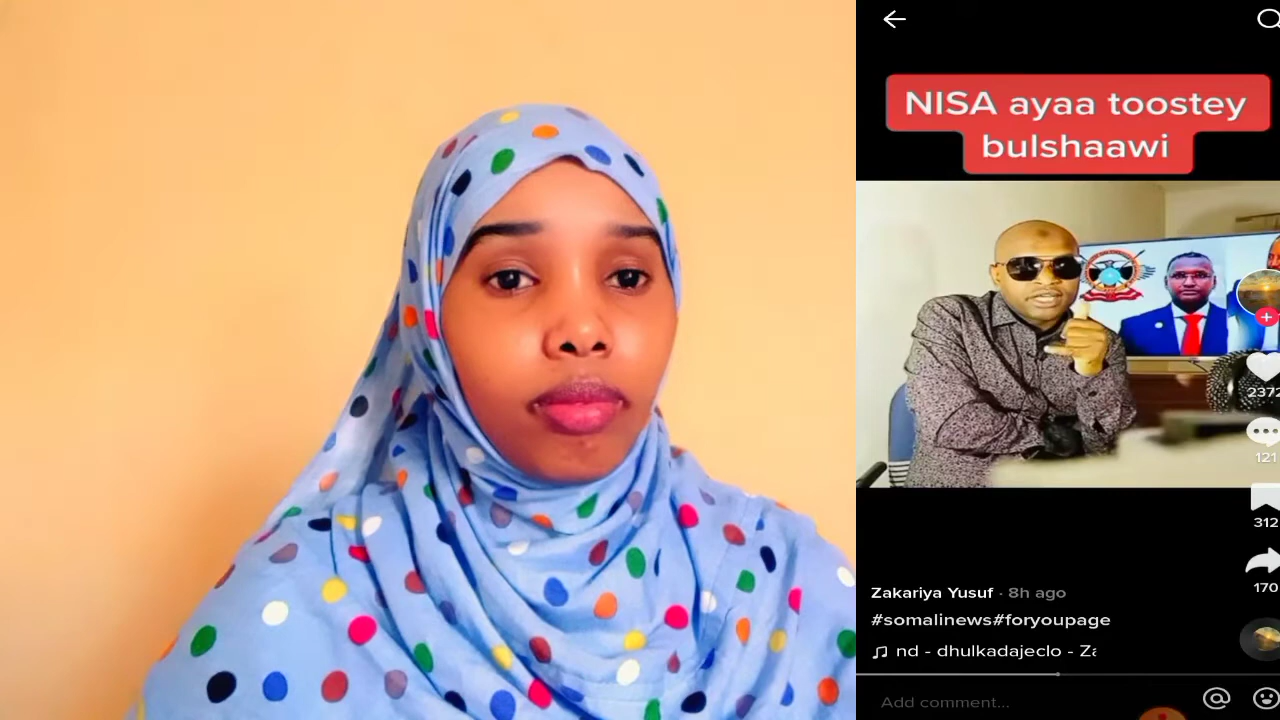 NISA ayaa toostey
bulshaawi
2372
121
312
170
Zakariya Yusuf · 8h ago
#somalinews#foryoupage
nd - dhulkadajeclo - Za
Add comment...